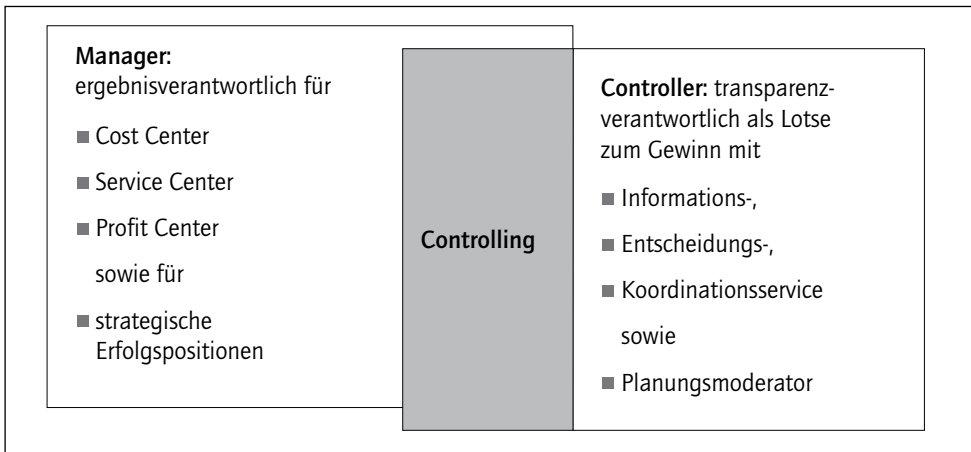 Manager:
ergebnisverantwortlich für
■ Cost Center
■ Service Center
■ Profit Center
sowie für
■ strategische
Erfolgspositionen
Controlling
Controller: transparenz-
verantwortlich als Lotse
zum Gewinn mit
■ Informations-,
■ Entscheidungs-,
■ Koordinationsservice
sowie
■ Planungsmoderator